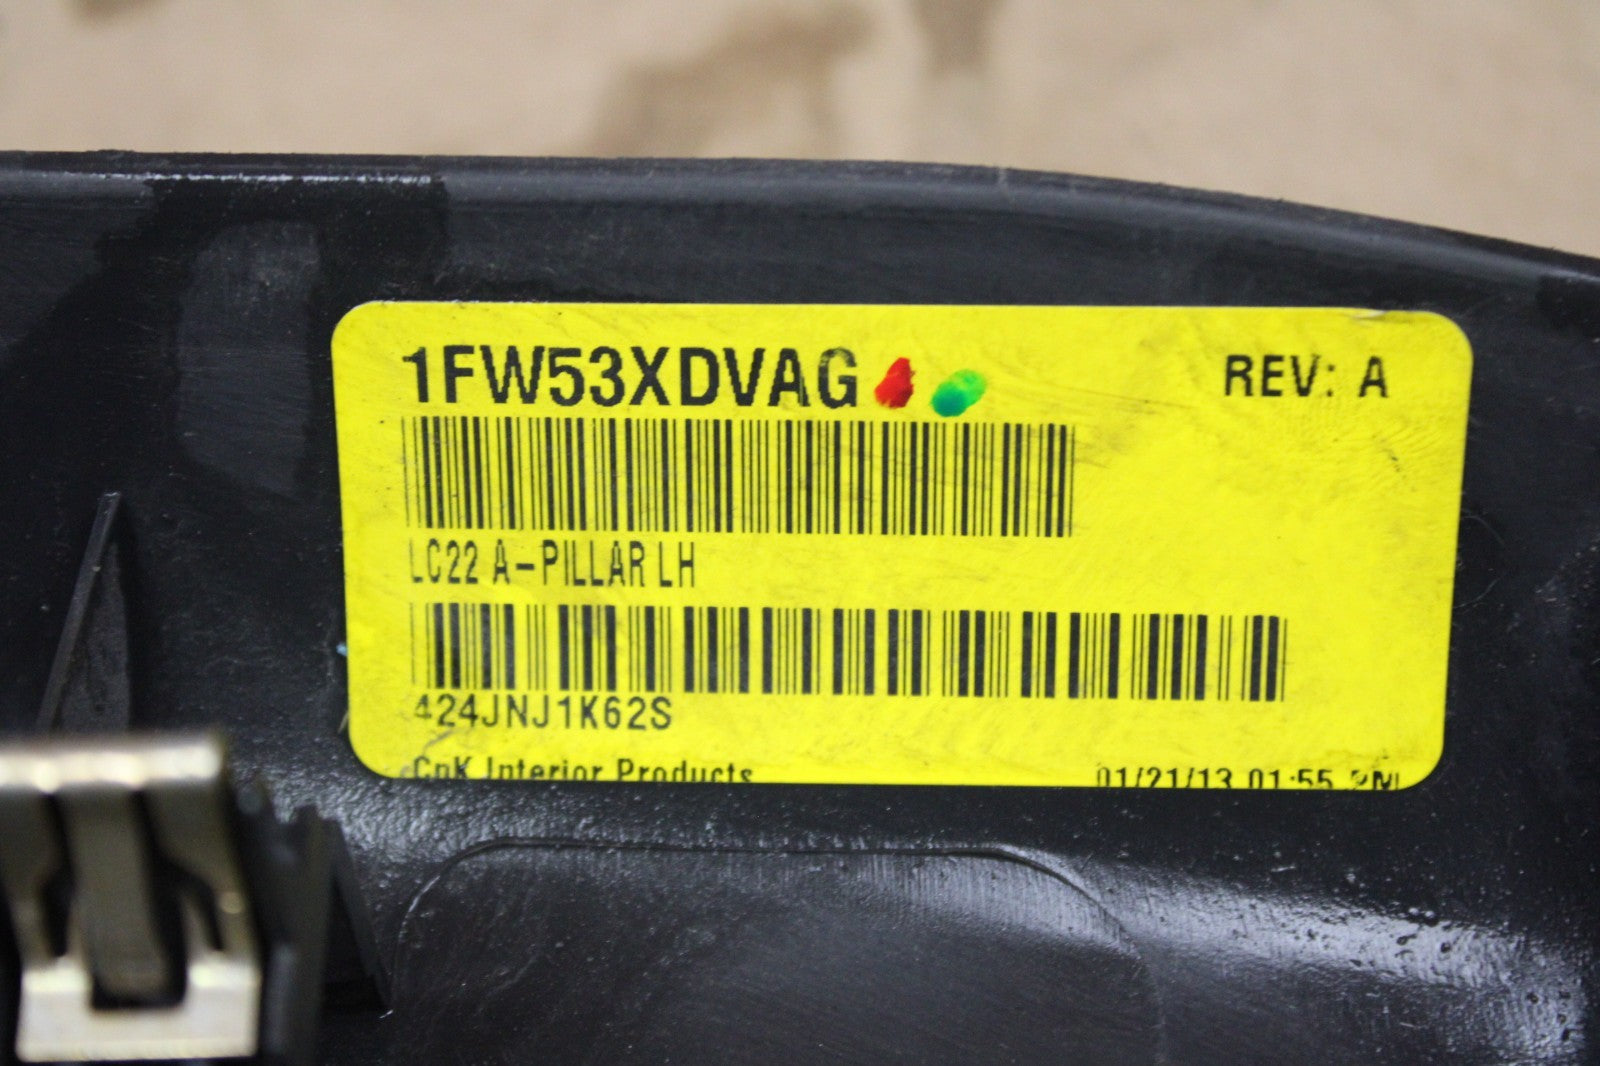 1FW53XDVAG REV: A
LC22 A-PILLAR LH
424JNJ1K62S
CnK Interior Products 01/21/13 01:55 PM